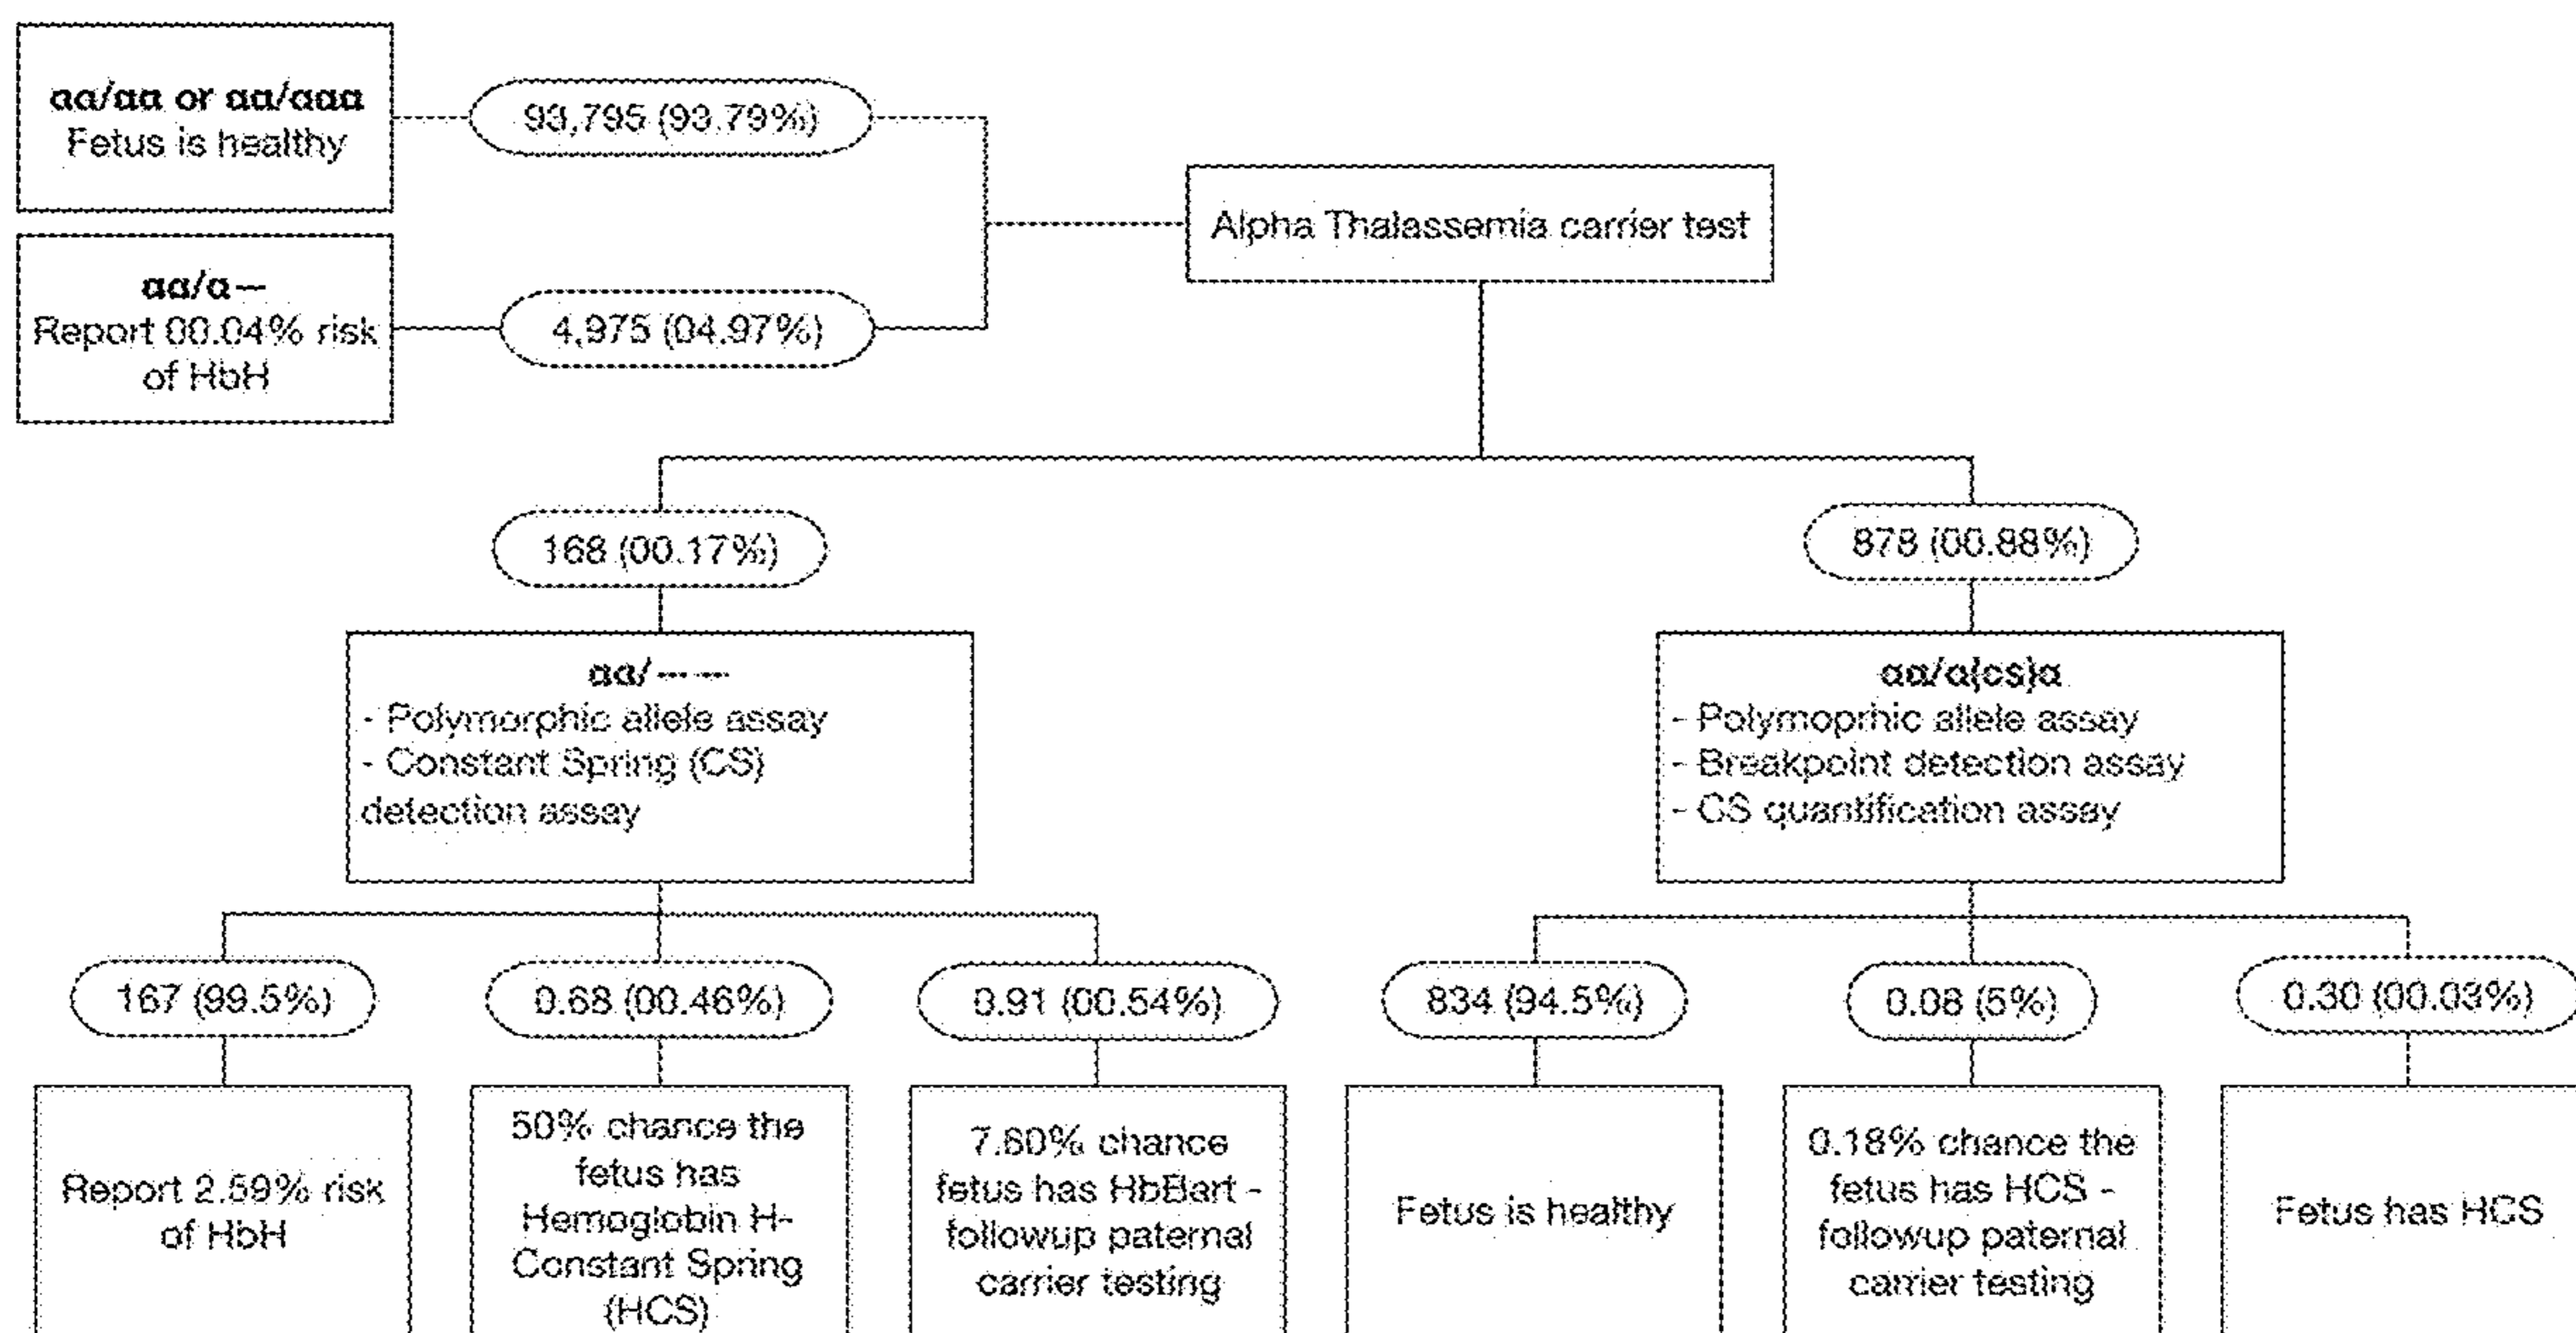 αα/αα or αα/ααα
Fetus is healthy
93,795 (93.79%)
Alpha Thalassemia carrier test
αα/α—
Report 00.04% risk
of HbH
4,975 (04.97%)
168 (00.17%)
878 (00.88%)
αα/— —
- Polymorphic allele assay
- Constant Spring (CS)
detection assay
αα/α(cs)α
- Polymoprhic allele assay
- Breakpoint detection assay
- CS quantification assay
167 (99.5%)
0.68 (00.46%)
0.91 (00.54%)
834 (94.5%)
0.08 (5%)
0.30 (00.03%)
Report 2.59% risk
of HbH
50% chance the
fetus has
Hemoglobin H-
Constant Spring
(HCS)
7.60% chance
fetus has HbBart -
followup paternal
carrier testing
Fetus is healthy
0.18% chance the
fetus has HCS -
followup paternal
carrier testing
Fetus has HCS